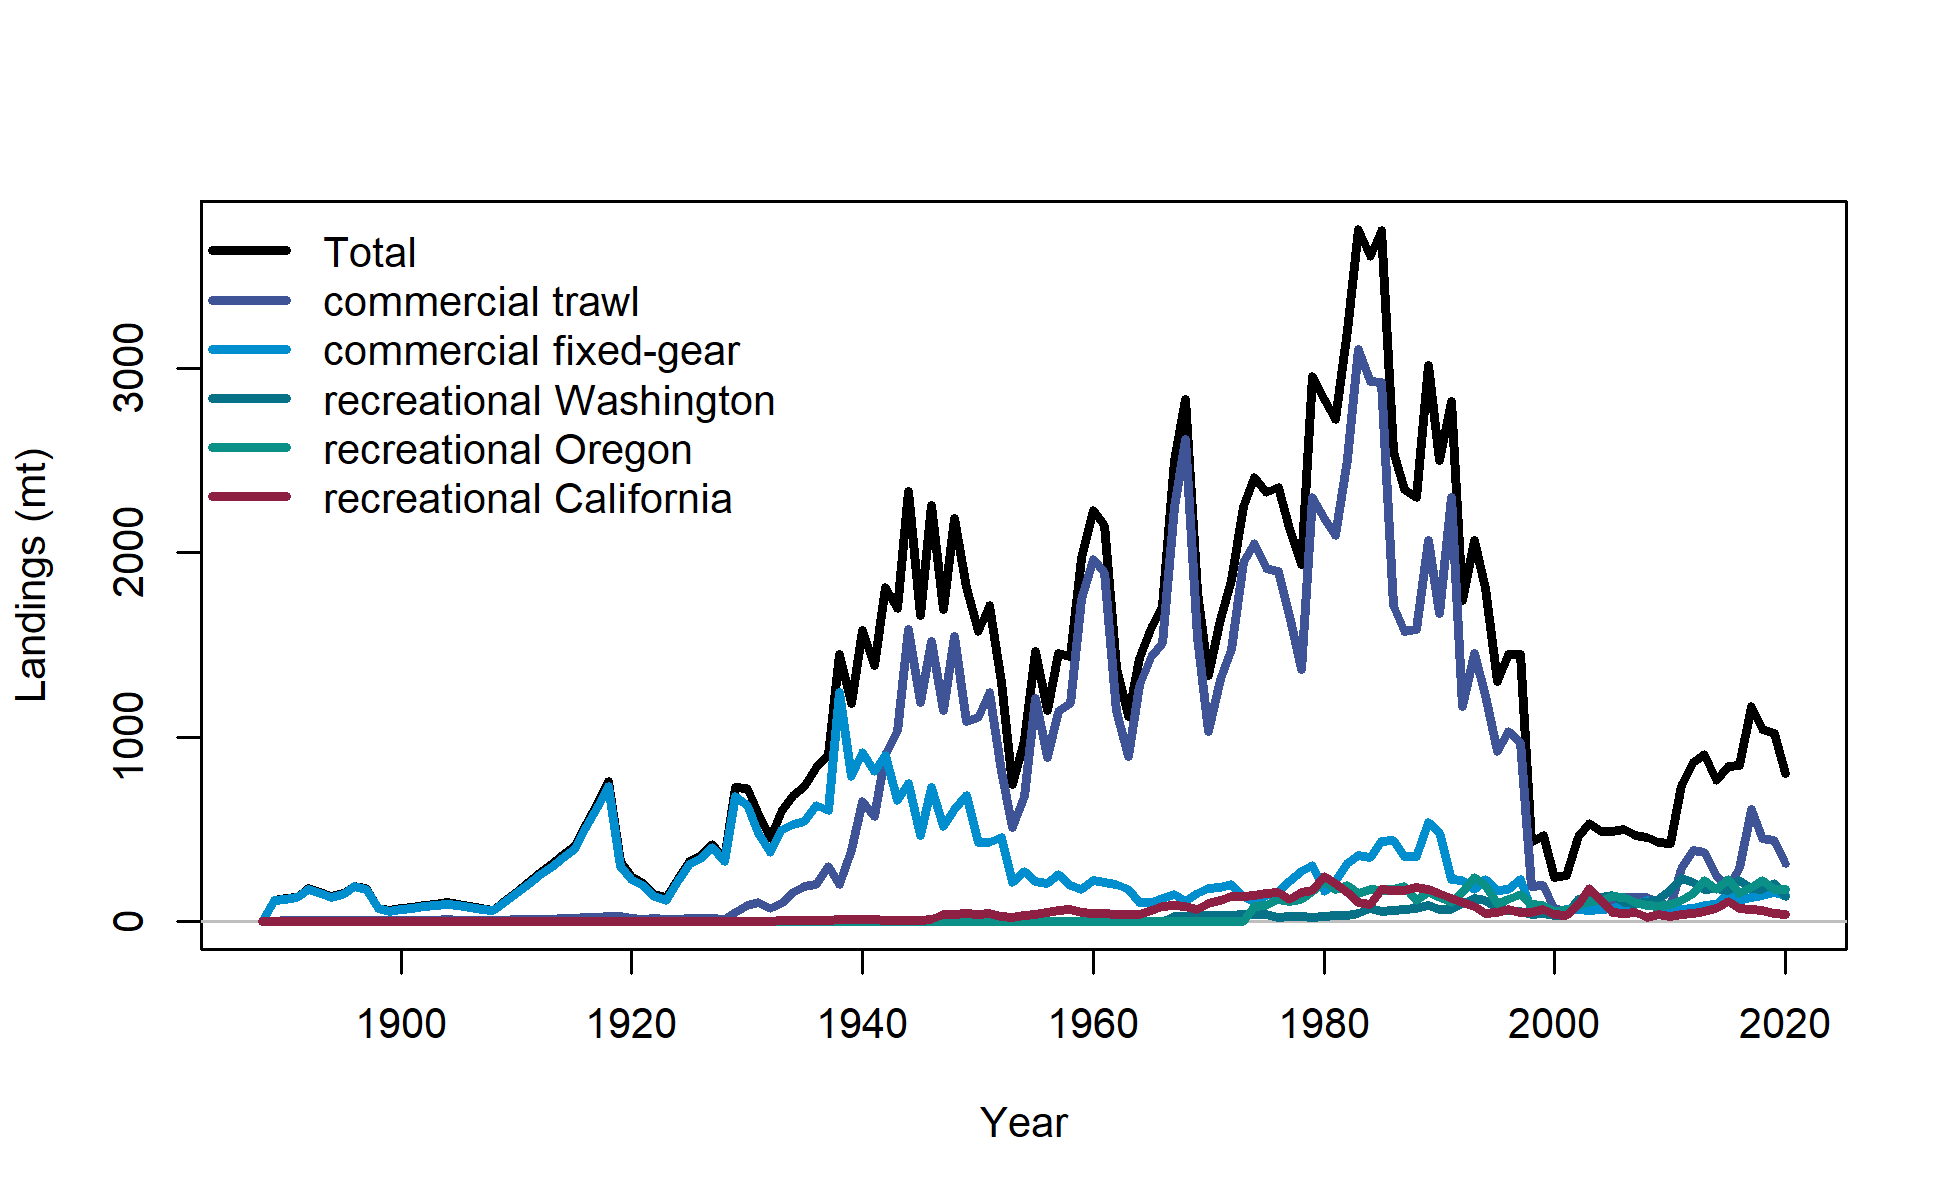 Total
commercial trawl
commercial fixed-gear
recreational Washington
recreational Oregon
recreational California
Landings (mt)
3000
2000
1000
0
1900 1920 1940 1960 1980 2000 2020
Year